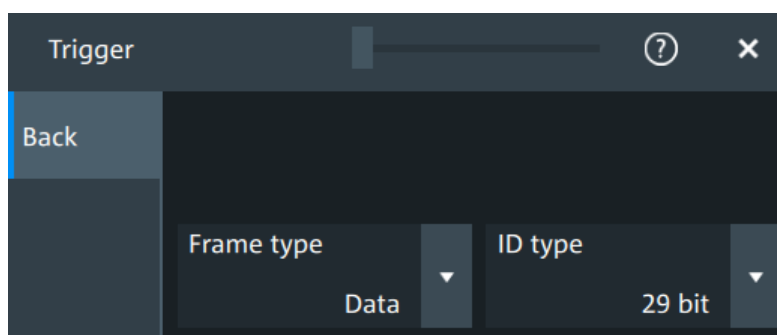 Trigger
Back
Frame type
Data
ID type
29 bit